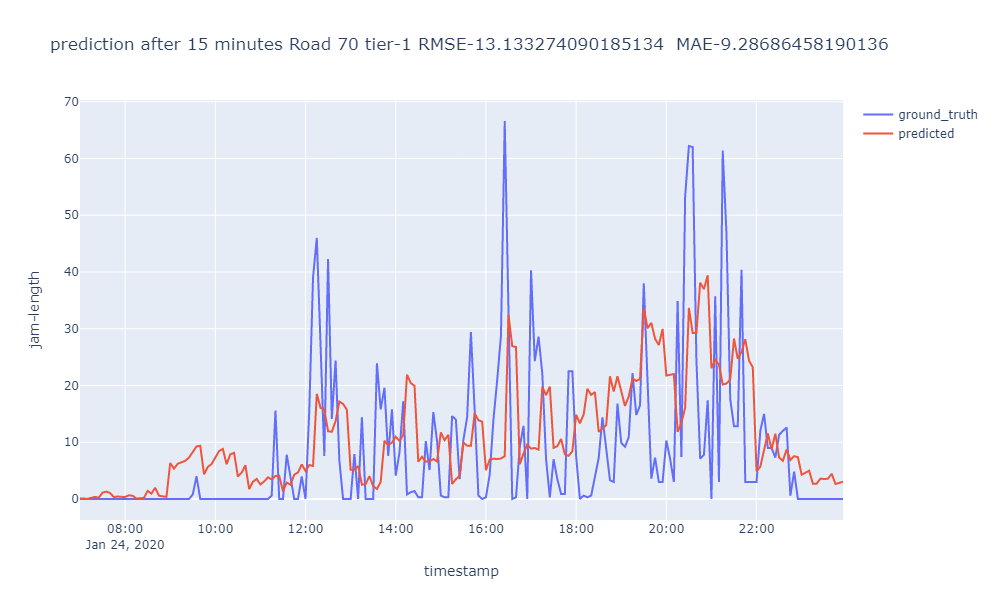 prediction after 15 minutes Road 70 tier-1 RMSE-13.133274090185134  MAE-9.28686458190136
ground_truth
predicted
jam-length
70
60
50
40
30
20
10
0
08:00 10:00 12:00 14:00 16:00 18:00 20:00 22:00
Jan 24, 2020
timestamp